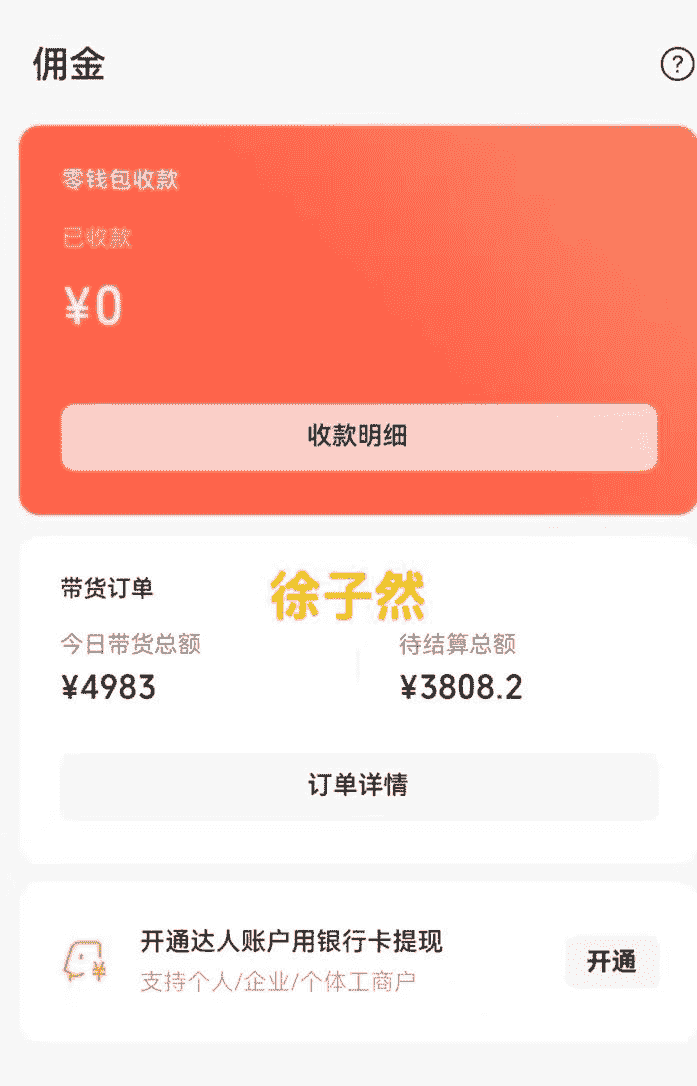 佣金
?
零钱包收款
已收款
¥0
收款明细
带货订单
徐子然
今日带货总额
待结算总额
¥4983
¥3808.2
订单详情
开通达人账户用银行卡提现
支持个人/企业/个体工商户
开通